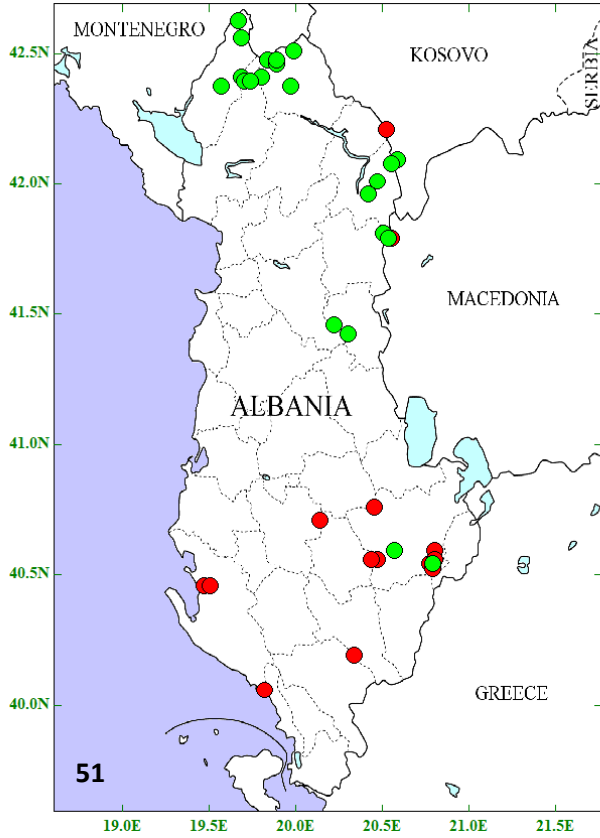 MONTENEGRO
42.5N
KOSOVO
SERBIA
42.0N
41.5N
MACEDONIA
ALBANIA
41.0N
40.5N
40.0N
GREECE
51
19.0E 19.5E 20.0E 20.5E 21.0E 21.5E